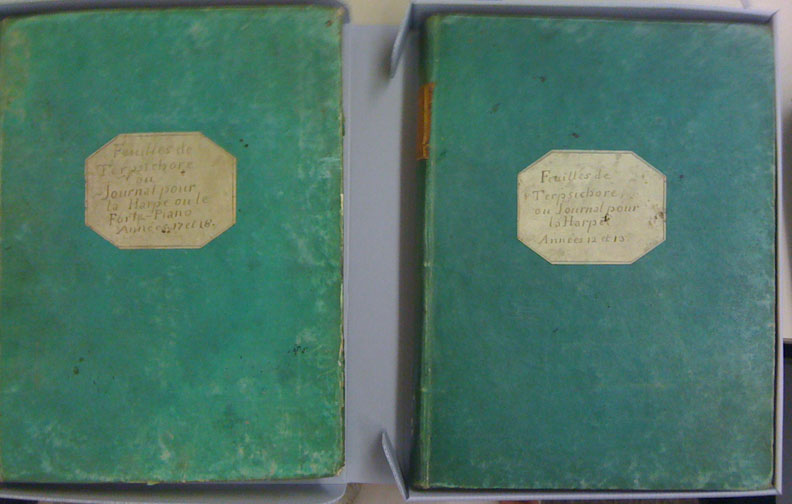 Feuilles de
Terpsichore
ou
Journal pour
la Harpe ou le
Forte-Piano
Années 17 et 18.
Feuilles de
Terpsichore,
ou Journal pour
la Harpe
Années 12 et 13